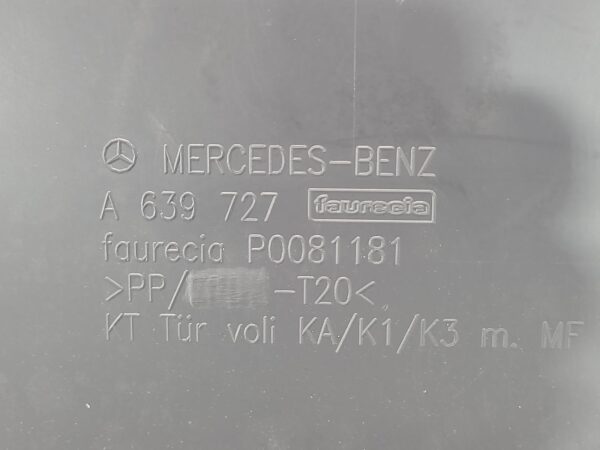 MERCEDES-BENZ
A 639 727 faurecia
faurecia P0081181
>PP/ -T20<
KT Tür voli KA/K1/K3 m. MF